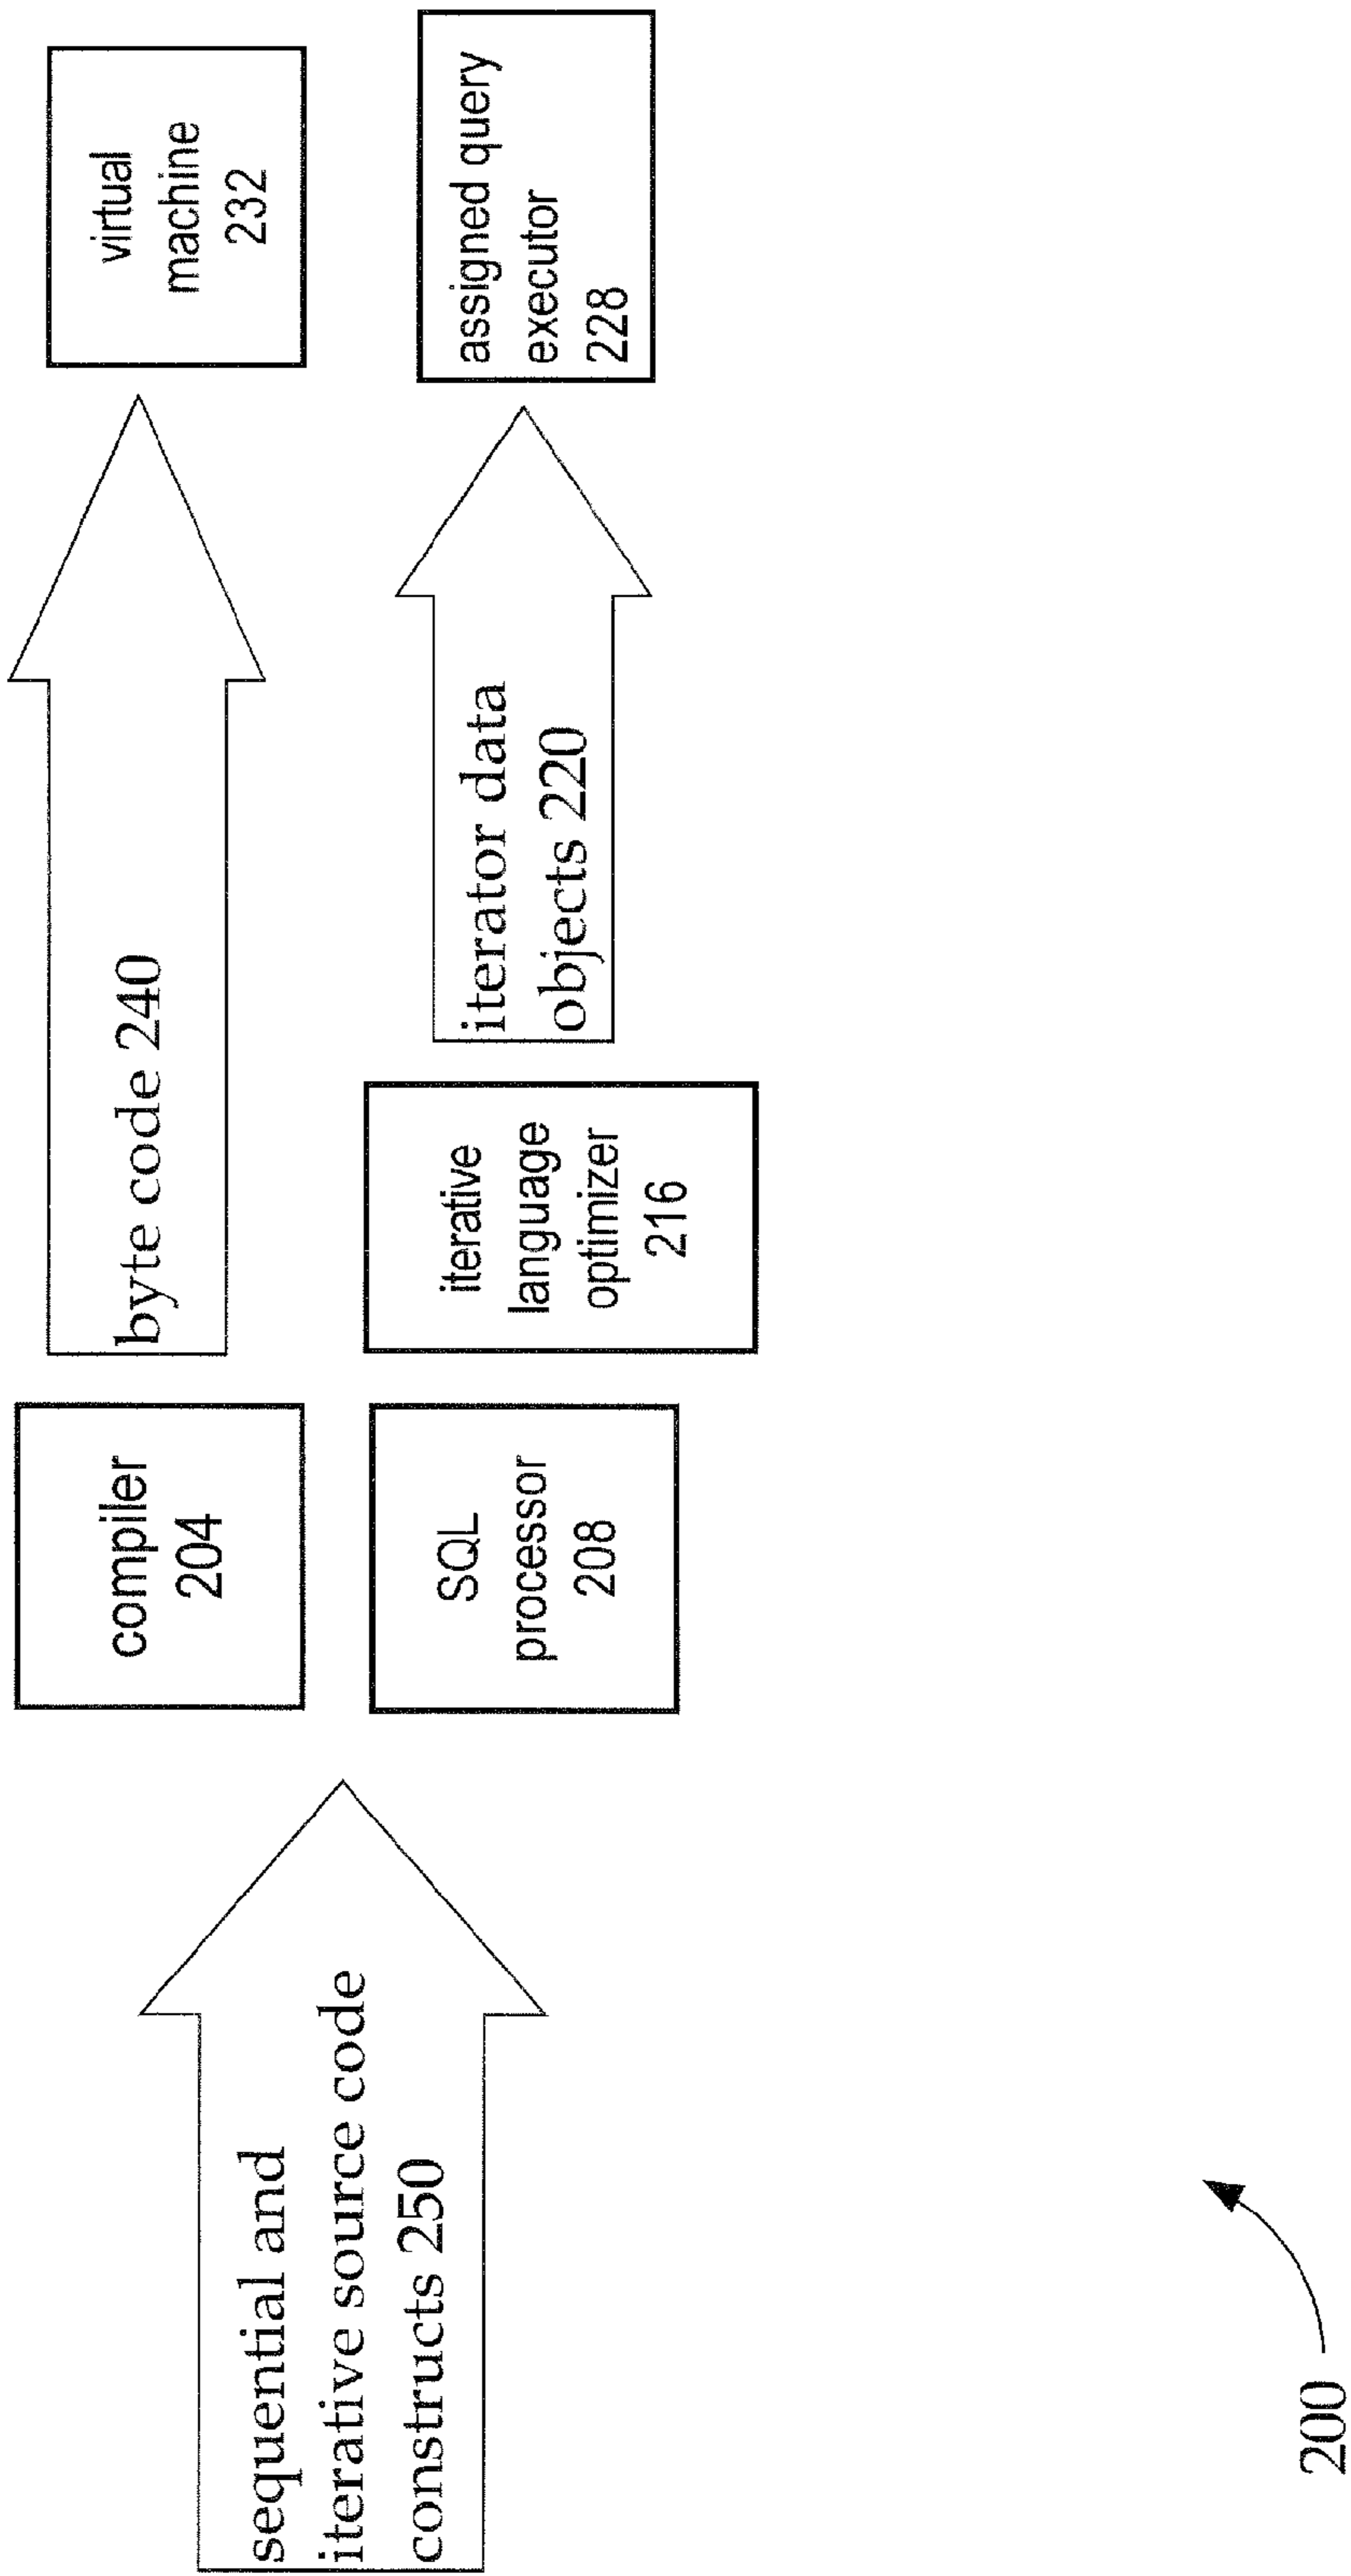 sequential and
iterative source code
constructs 250
compiler
204
SQL
processor
208
byte code 240
iterative
language
optimizer
216
iterator data
objects 220
virtual
machine
232
assigned query
executor
228
200